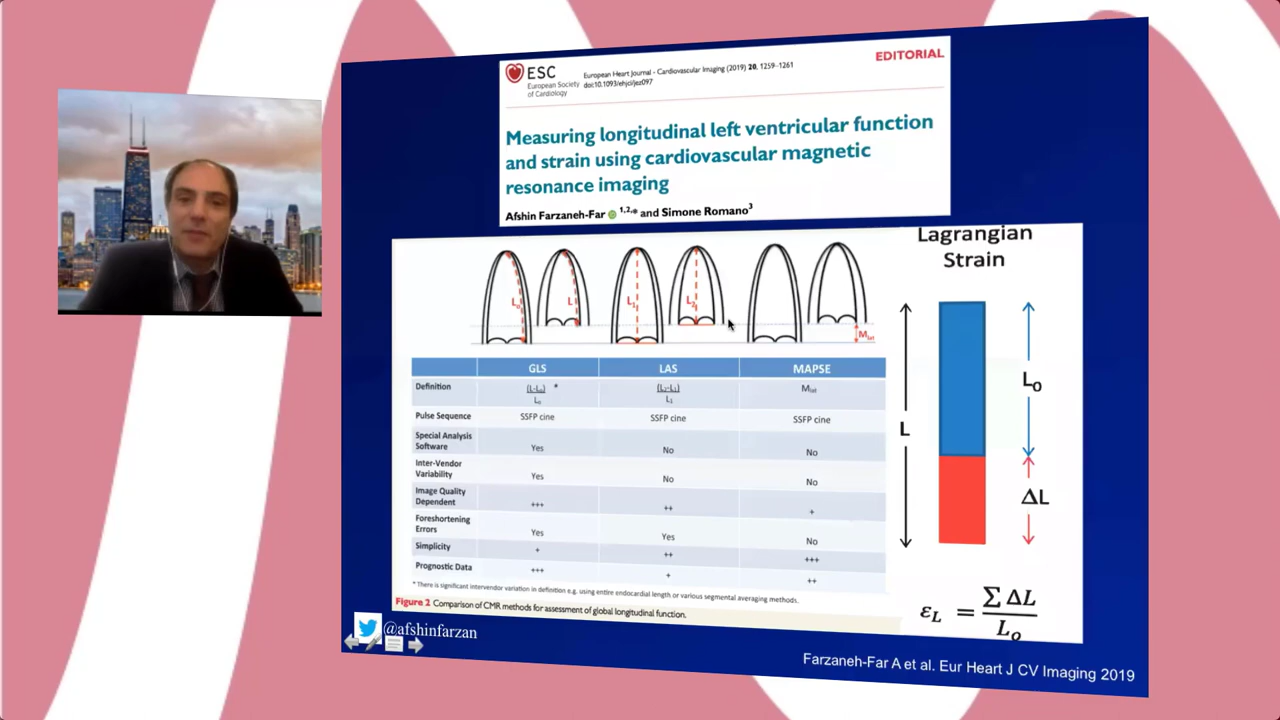 EDITORIAL
ESC
European Society
of Cardiology
European Heart Journal - Cardiovascular Imaging (2019) 20, 1259–1261
doi:10.1093/ehjci/jez097
Measuring longitudinal left ventricular function
and strain using cardiovascular magnetic
resonance imaging
Afshin Farzaneh-Far 1,2,* and Simone Romano3
Lagrangian
Strain
L₁
L₂
GLS LAS MAPSE
Definition (L-L₀) * (L₂-L₁) Mlat
L₀ L₁
Pulse Sequence SSFP cine SSFP cine SSFP cine
Special Analysis
Software Yes No No
Inter-Vendor
Variability Yes No No
Image Quality
Dependent +++ ++ +
Foreshortening
Errors Yes Yes No
Simplicity + ++ +++
Prognostic Data +++ + ++
* There is significant intervendor variation in definition e.g. using entire endocardial length or various segmental averaging methods.
Figure 2 Comparison of CMR methods for assessment of global longitudinal function.
L
L₀
ΔL
εL = ∑ ΔL
L₀
@afshinfarzan
Farzaneh-Far A et al. Eur Heart J CV Imaging 2019